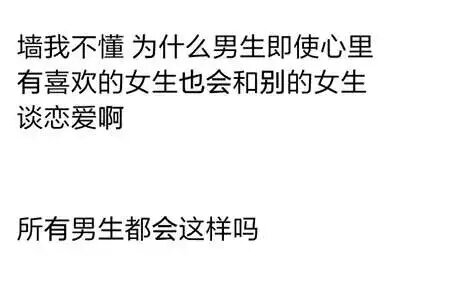 墙我不懂 为什么男生即使心里
有喜欢的女生也会和别的女生
谈恋爱啊
所有男生都会这样吗